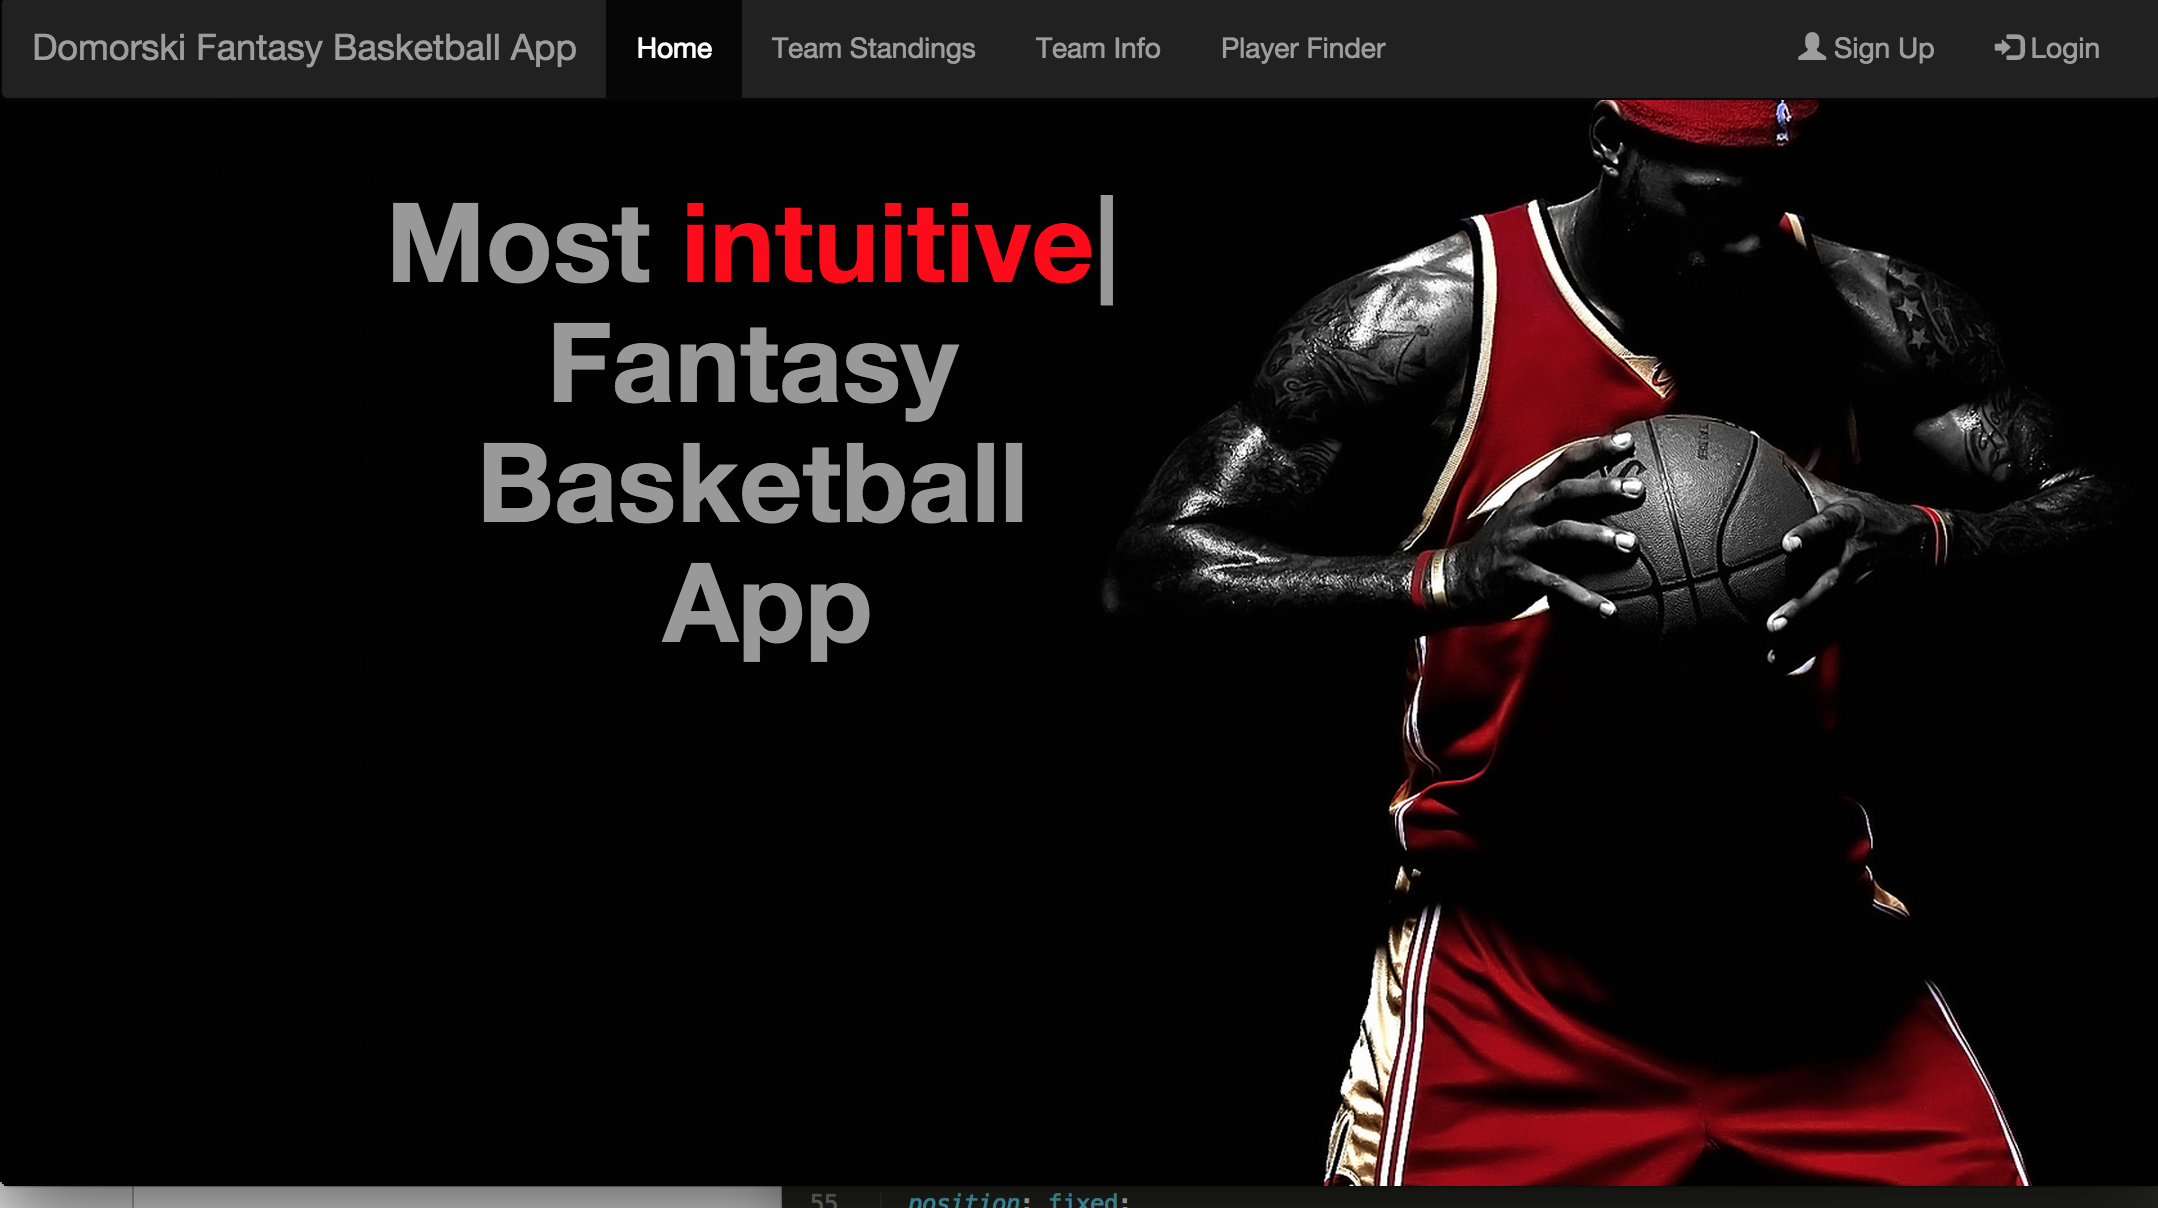 Domorski Fantasy Basketball App Home Team Standings Team Info Player Finder Sign Up Login
Most intuitive|
Fantasy
Basketball
App
55 position: fixed;